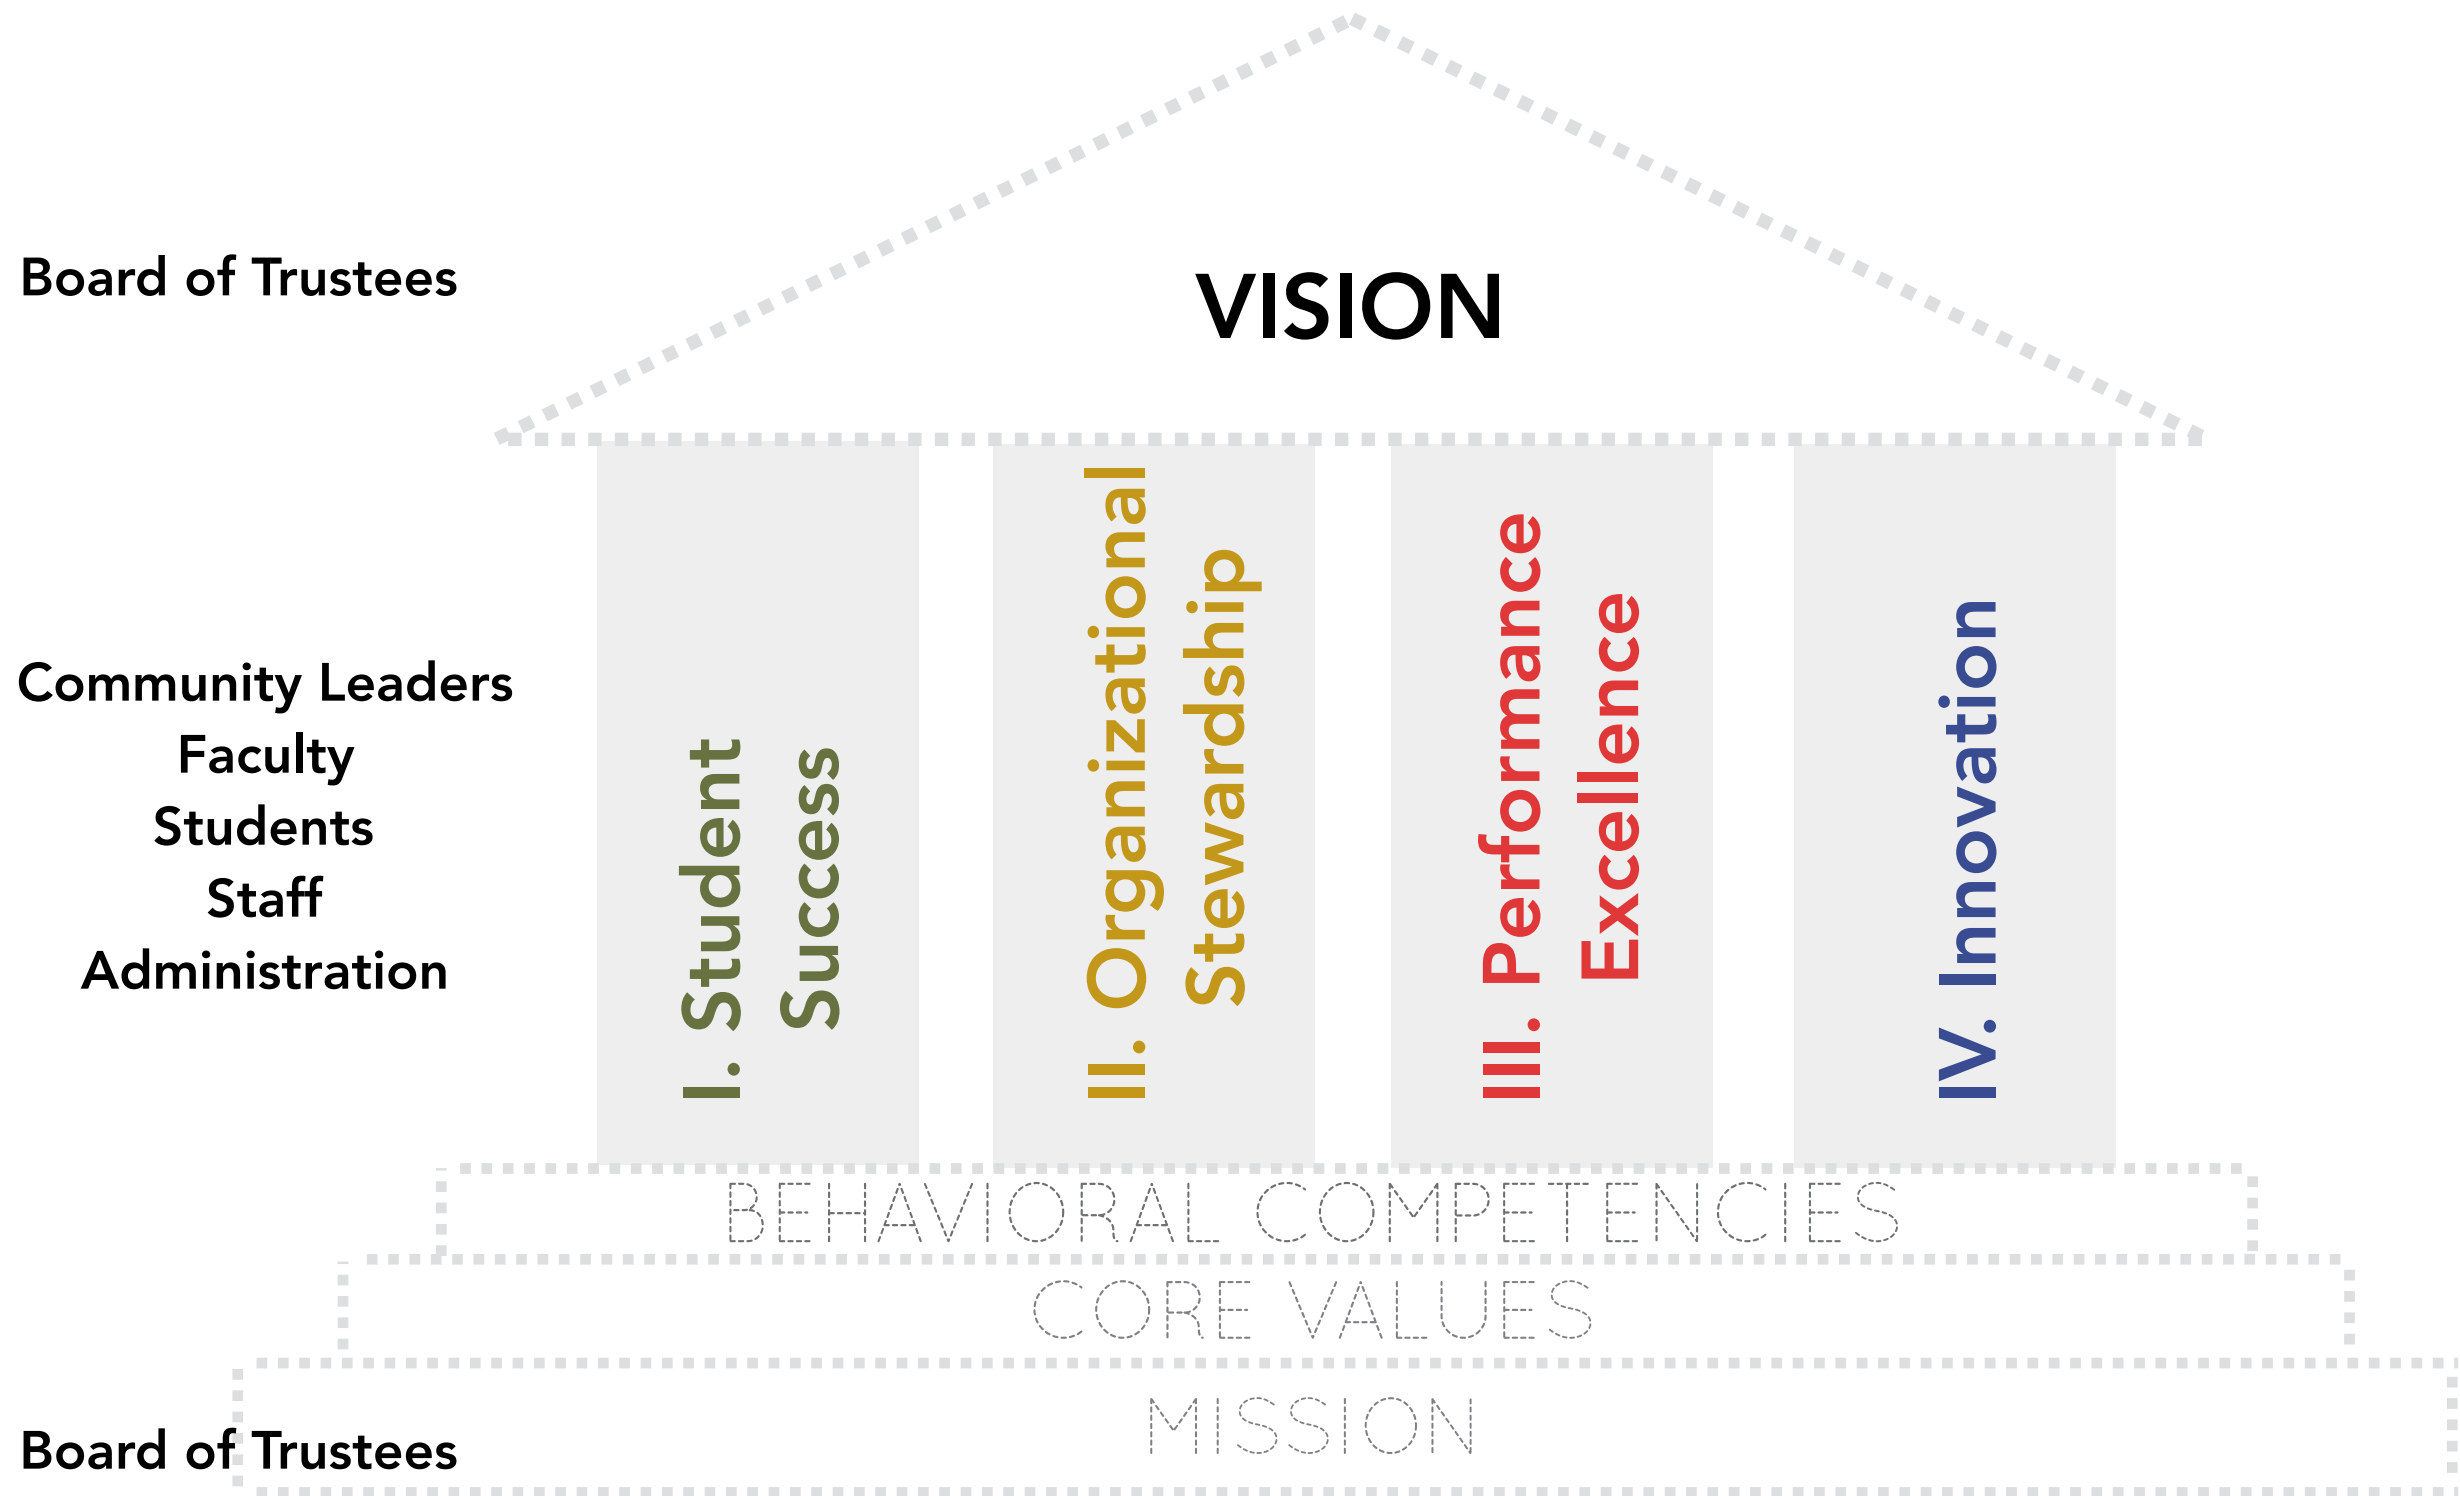 Board of Trustees
VISION
Community Leaders
Faculty
Students
Staff
Administration
I. Student
Success
II. Organizational
Stewardship
III. Performance
Excellence
IV. Innovation
BEHAVIORAL COMPETENCIES
CORE VALUES
MISSION
Board of Trustees